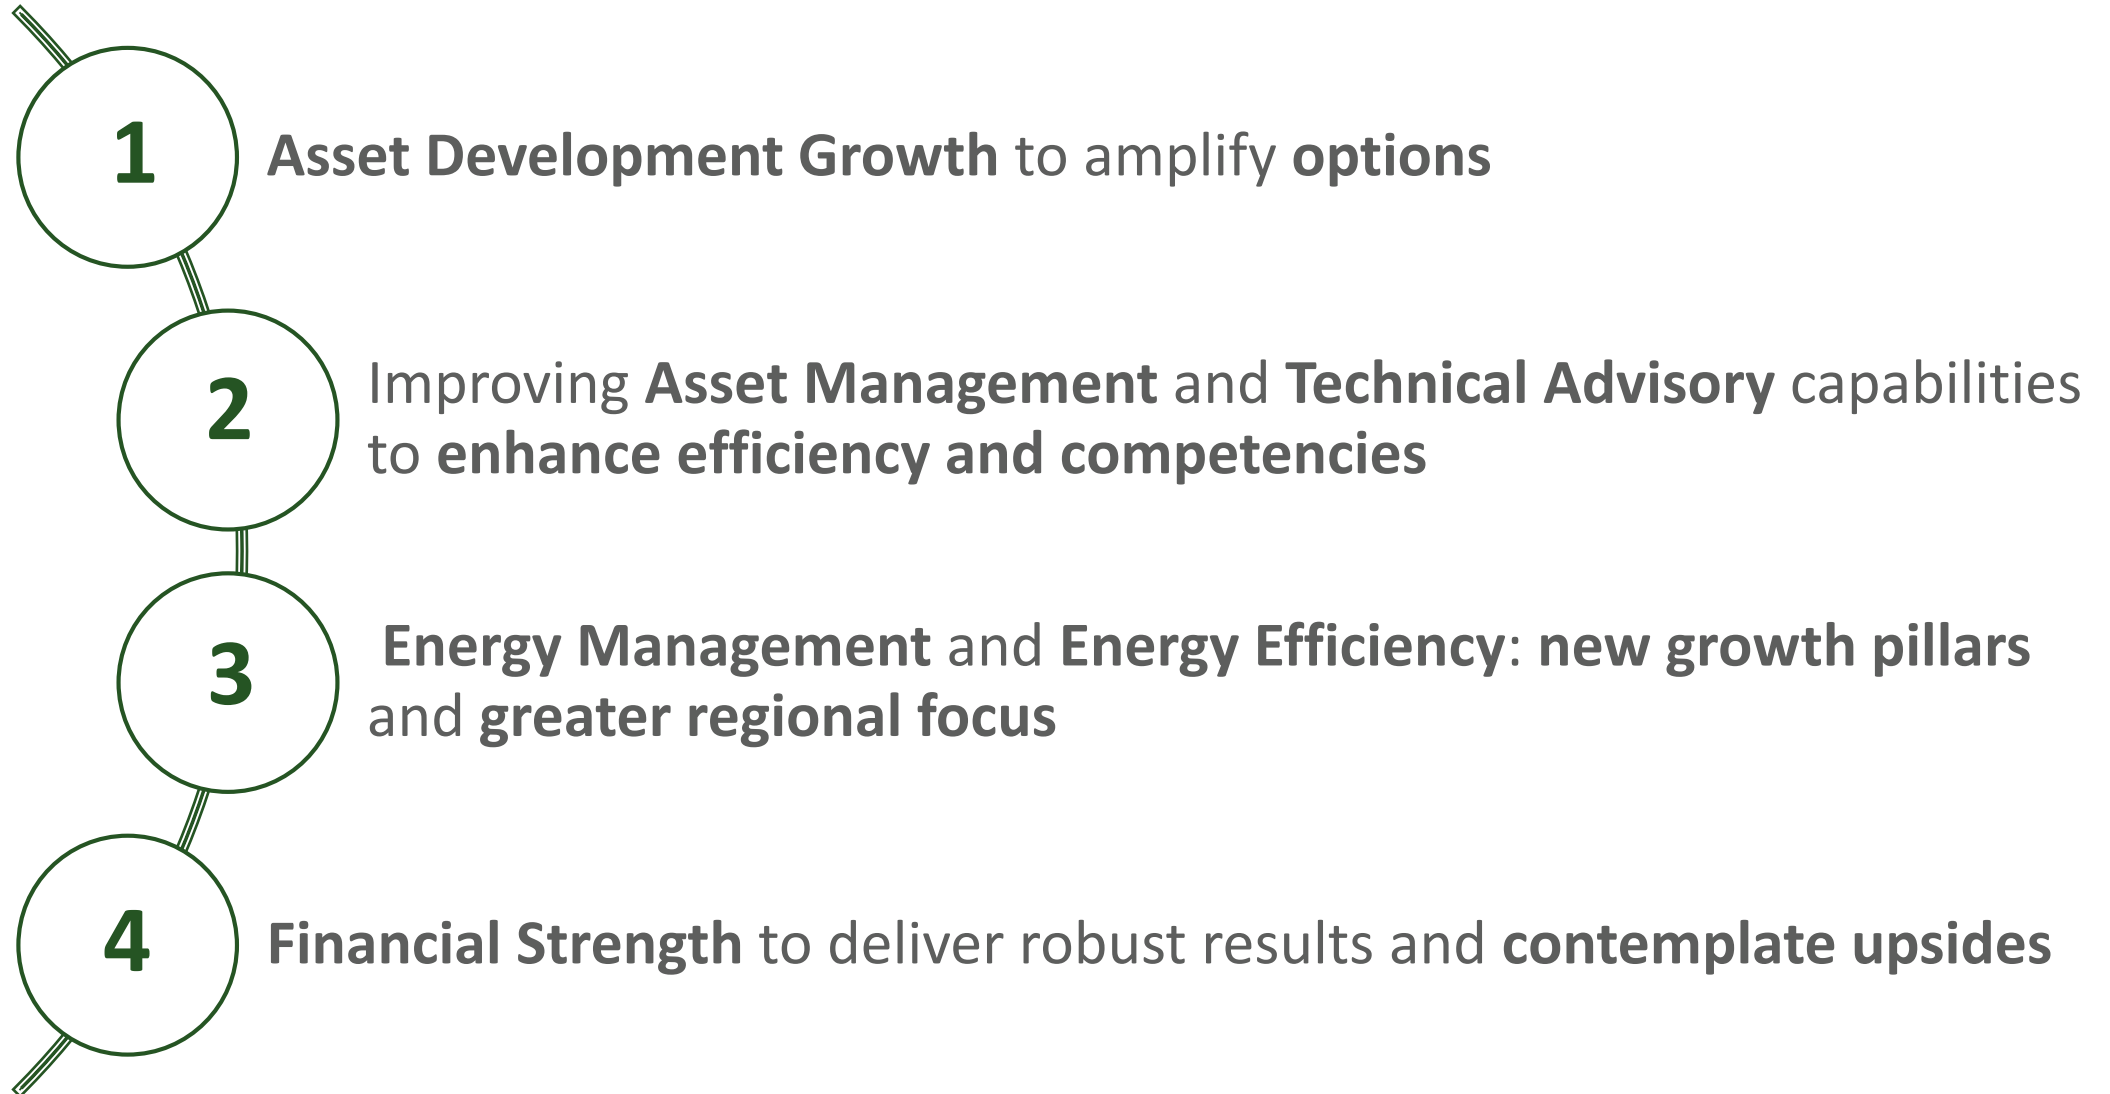 1
Asset Development Growth to amplify options
2
Improving Asset Management and Technical Advisory capabilities
to enhance efficiency and competencies
3
Energy Management and Energy Efficiency: new growth pillars
and greater regional focus
4
Financial Strength to deliver robust results and contemplate upsides